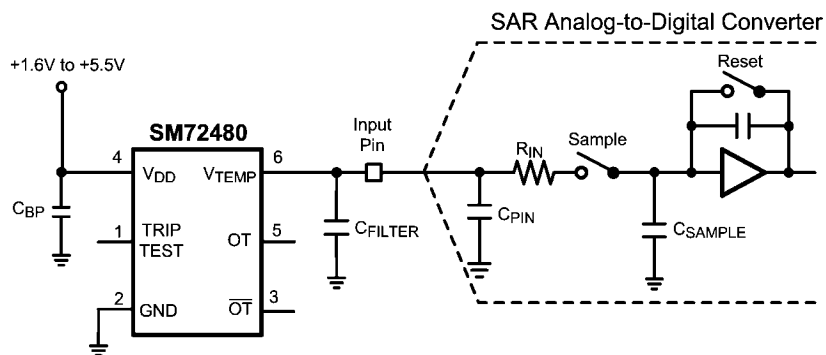 SAR Analog-to-Digital Converter
+1.6V to +5.5V
Reset
SM72480
Input
Pin
Sample
RIN
4
VDD
VTEMP
6
CBP
CFILTER
CPIN
CSAMPLE
1
TRIP
TEST
OT
5
2
GND
OT
3